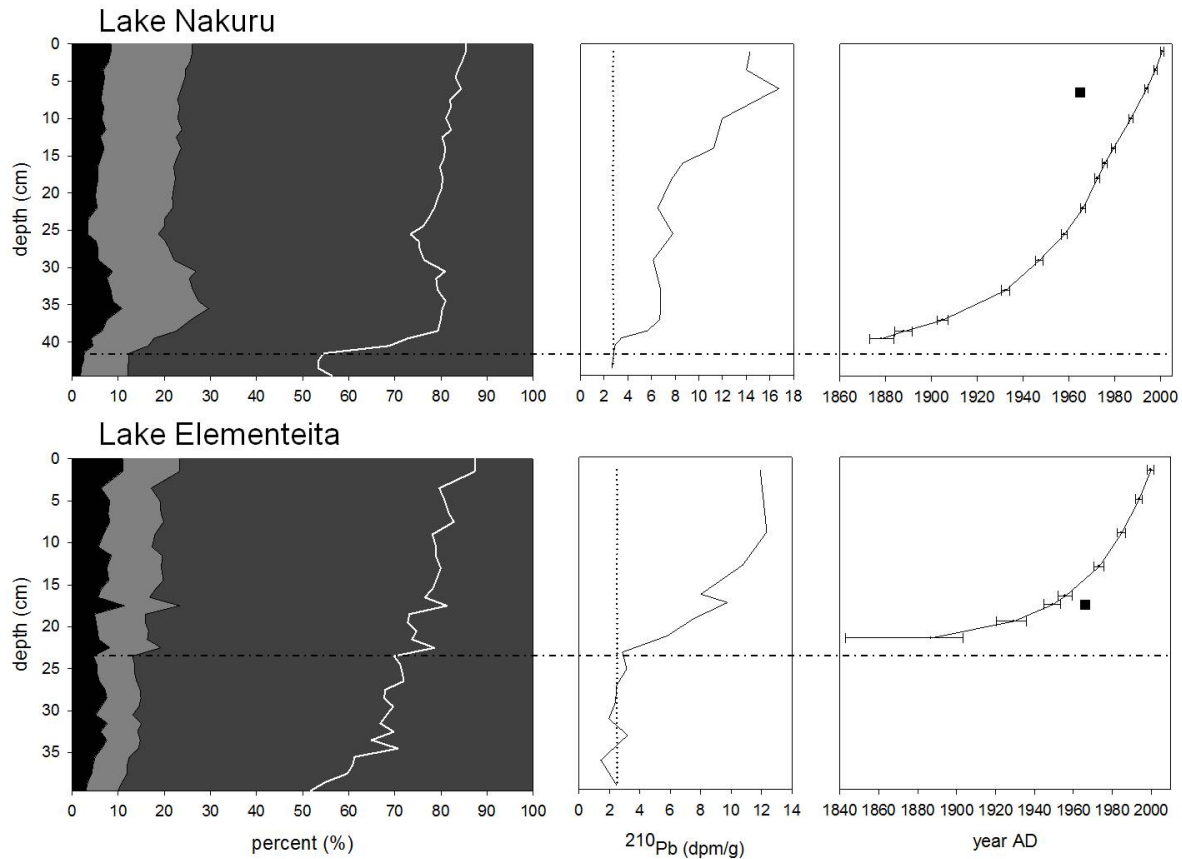 Lake Nakuru
depth (cm)
0
5
10
15
20
25
30
35
40
0 10 20 30 40 50 60 70 80 90 100
0 2 4 6 8 10 12 14 16 18
1860 1880 1900 1920 1940 1960 1980 2000
Lake Elementeita
depth (cm)
0
5
10
15
20
25
30
35
0 10 20 30 40 50 60 70 80 90 100
0 2 4 6 8 10 12 14
1840 1860 1880 1900 1920 1940 1960 1980 2000
percent (%)
210Pb (dpm/g)
year AD